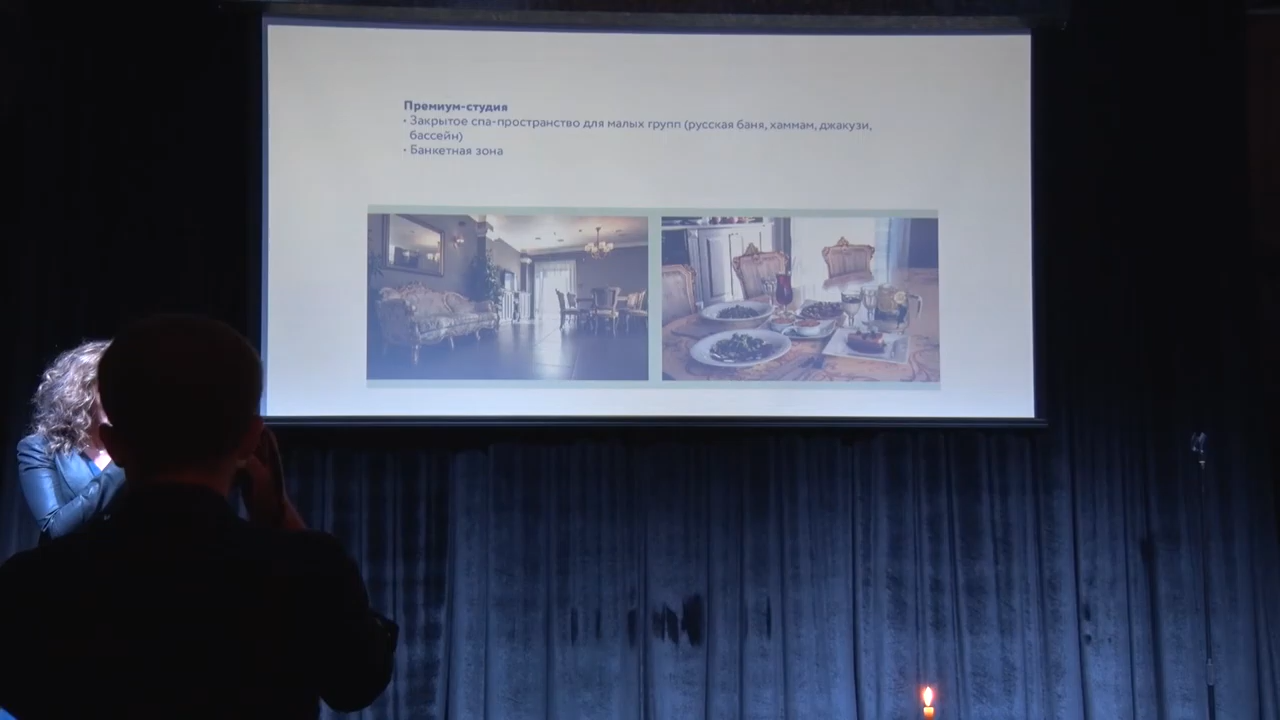 Премиум-студия
• Закрытое спа-пространство для малых групп (русская баня, хаммам, джакузи,
бассейн)
• Банкетная зона